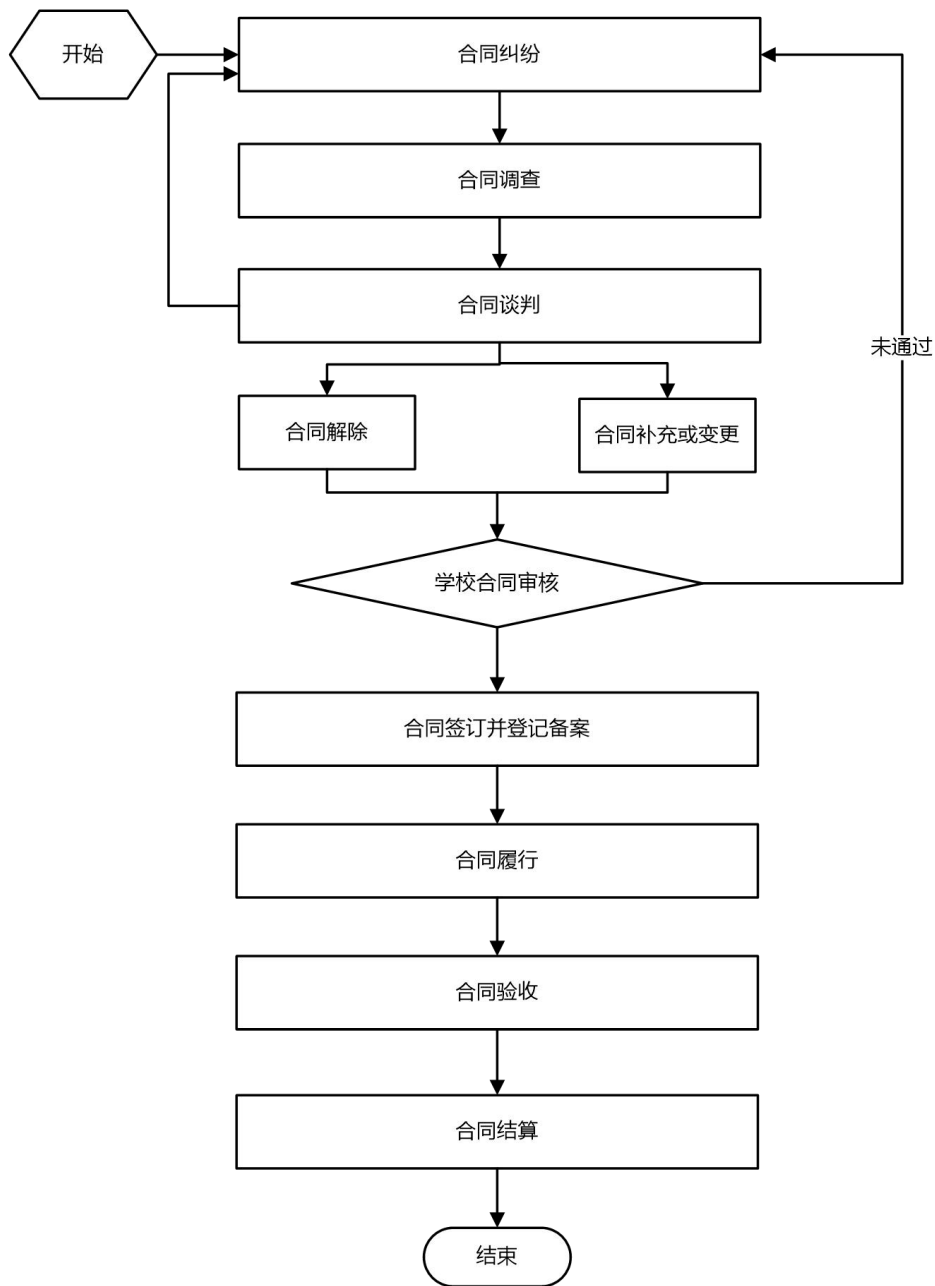 开始
合同纠纷
合同调查
合同谈判
未通过
合同解除
合同补充或变更
学校合同审核
合同签订并登记备案
合同履行
合同验收
合同结算
结束